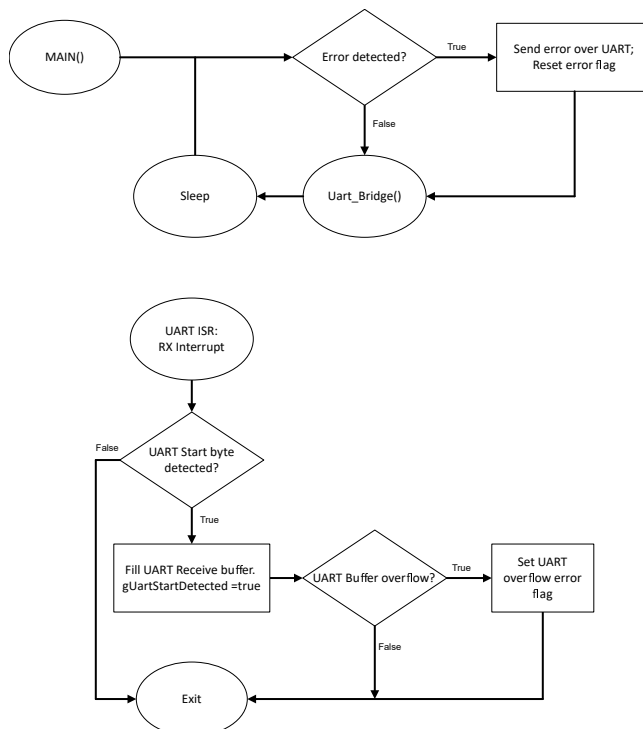 MAIN()
Error detected?
True
Send error over UART;
Reset error flag
False
Sleep
Uart_Bridge()
UART ISR:
RX Interrupt
False
UART Start byte
detected?
True
Fill UART Receive buffer.
gUartStartDetected =true
UART Buffer overflow?
True
Set UART
overflow error
flag
False
Exit